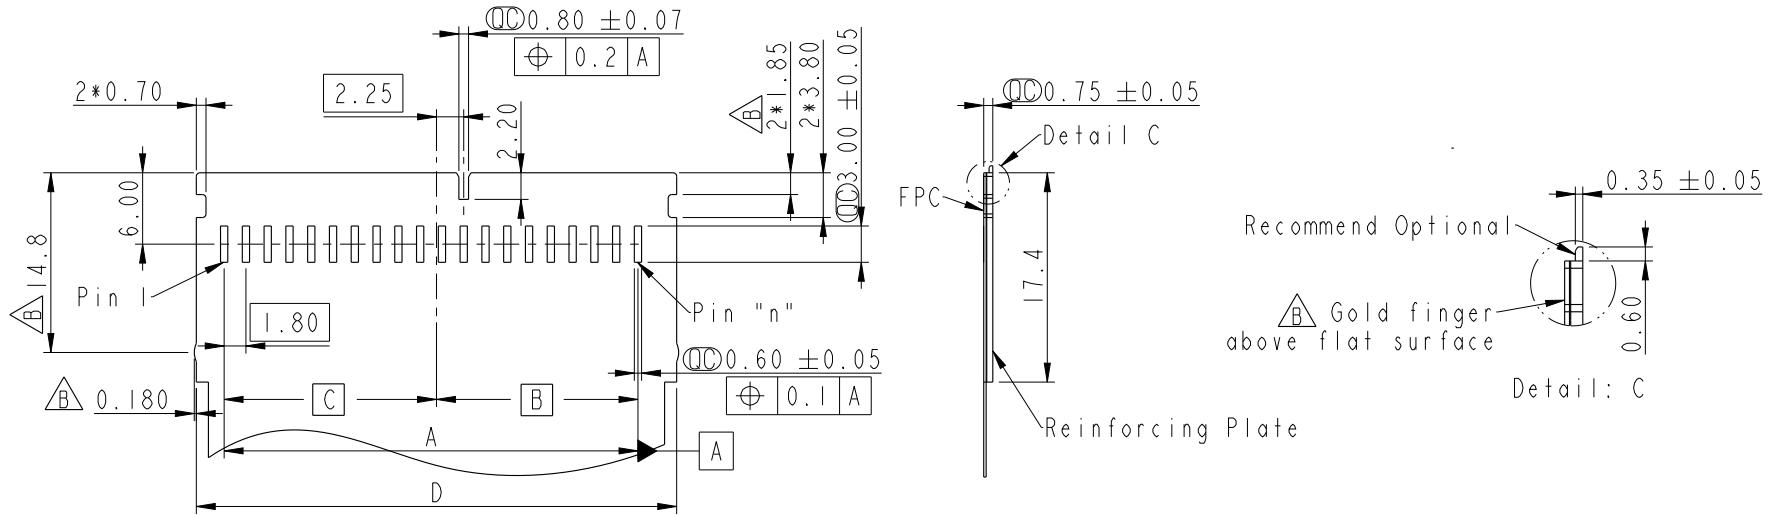 QC 0.80 ±0.07
0.2 A
2.25
2*0.70
2.20
B 2*1.85
2*3.80
QC 3.00 ±0.05
6.00
B 14.8
Pin 1
1.80
Pin "n"
QC 0.60 ±0.05
0.1 A
B 0.180
C
B
A
A
D
QC 0.75 ±0.05
Detail C
FPC
17.4
Reinforcing Plate
0.35 ±0.05
Recommend Optional
B Gold finger
above flat surface
0.60
Detail: C